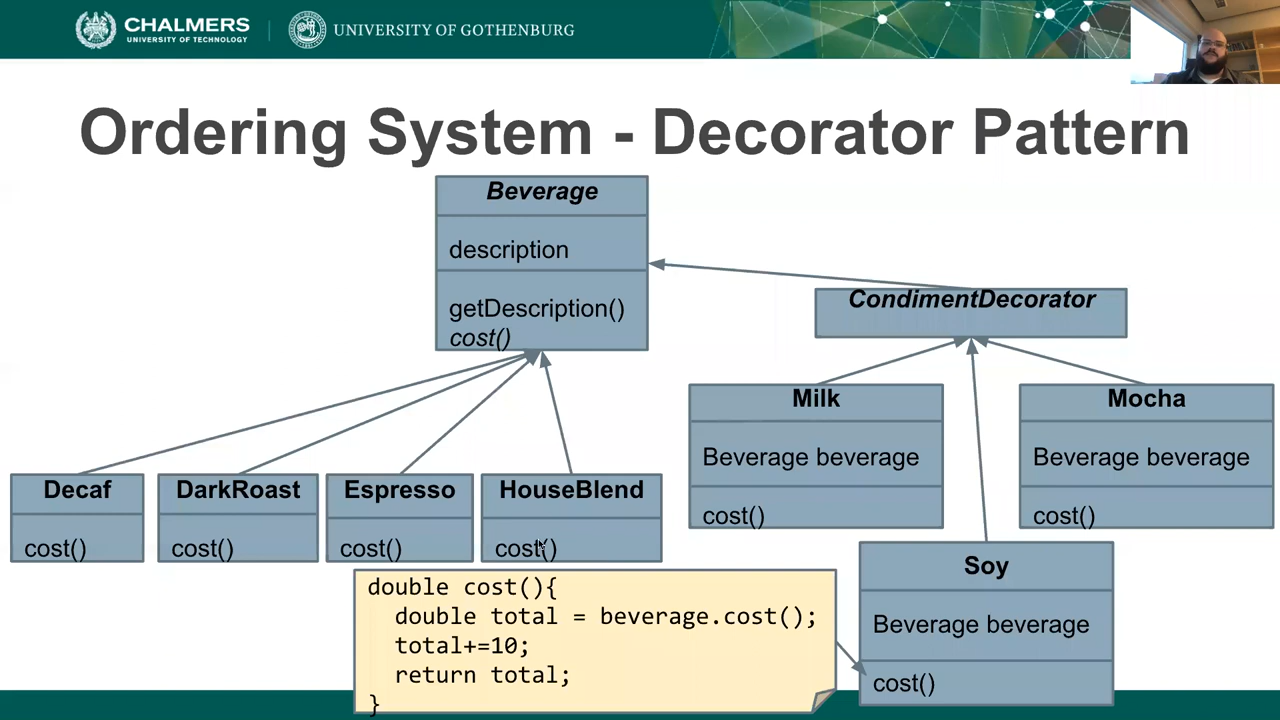 CHALMERS
UNIVERSITY OF TECHNOLOGY
UNIVERSITY OF GOTHENBURG
Ordering System - Decorator Pattern
Beverage
description
getDescription()
cost()
CondimentDecorator
Milk
Beverage beverage
cost()
Mocha
Beverage beverage
cost()
Decaf
cost()
DarkRoast
cost()
Espresso
cost()
HouseBlend
cost()
Soy
Beverage beverage
cost()
double cost(){
double total = beverage.cost();
total+=10;
return total;
}